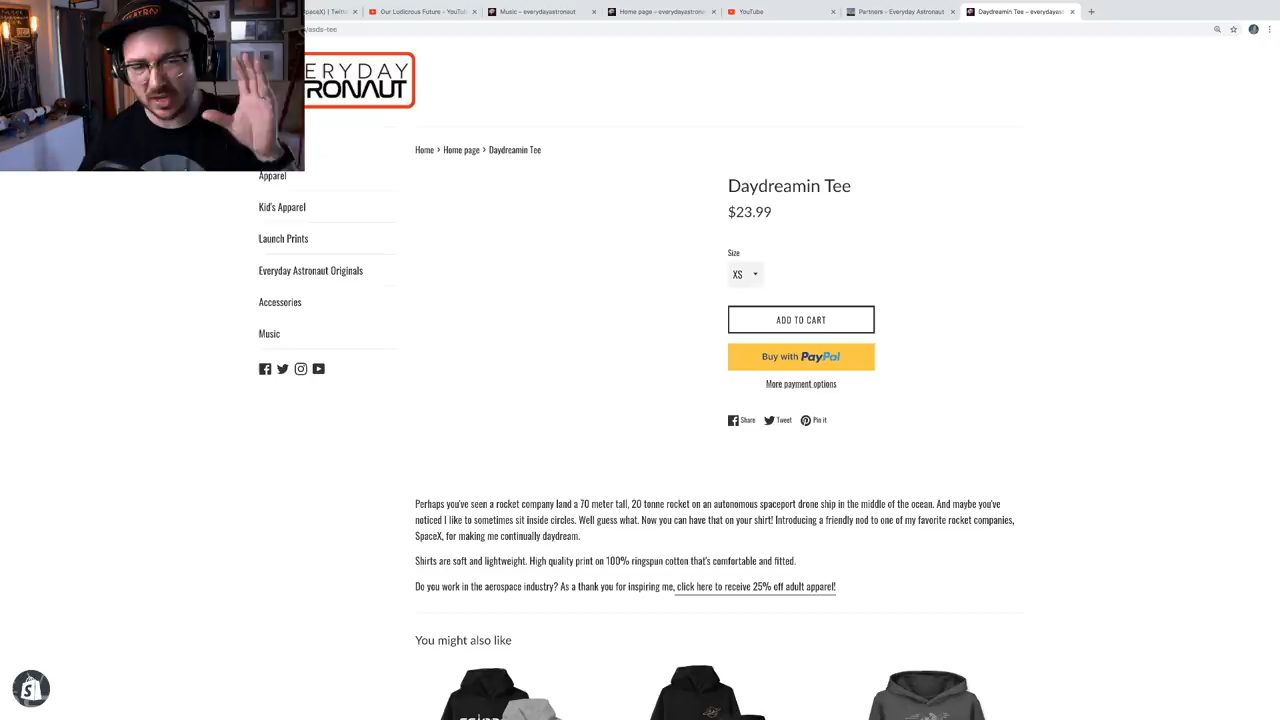 SpaceX) | Twitt
Our Ludicrous Future - YouTu
Music – everydayastronaut
Home page – everydayastrone
YouTube
Partners - Everyday Astronaut
Daydreamin Tee – everydayas
/asds-tee
ERYDAY
RONAUT
Home › Home page › Daydreamin Tee
Apparel
Kid's Apparel
Launch Prints
Everyday Astronaut Originals
Accessories
Music
Daydreamin Tee
$23.99
Size
XS
ADD TO CART
Buy with PayPal
More payment options
Share
Tweet
Pin it
Perhaps you've seen a rocket company land a 70 meter tall, 20 tonne rocket on an autonomous spaceport drone ship in the middle of the ocean. And maybe you've
noticed I like to sometimes sit inside circles. Well guess what. Now you can have that on your shirt! Introducing a friendly nod to one of my favorite rocket companies,
SpaceX, for making me continually daydream.
Shirts are soft and lightweight. High quality print on 100% ringspun cotton that's comfortable and fitted.
Do you work in the aerospace industry? As a thank you for inspiring me, click here to receive 25% off adult apparel!
You might also like